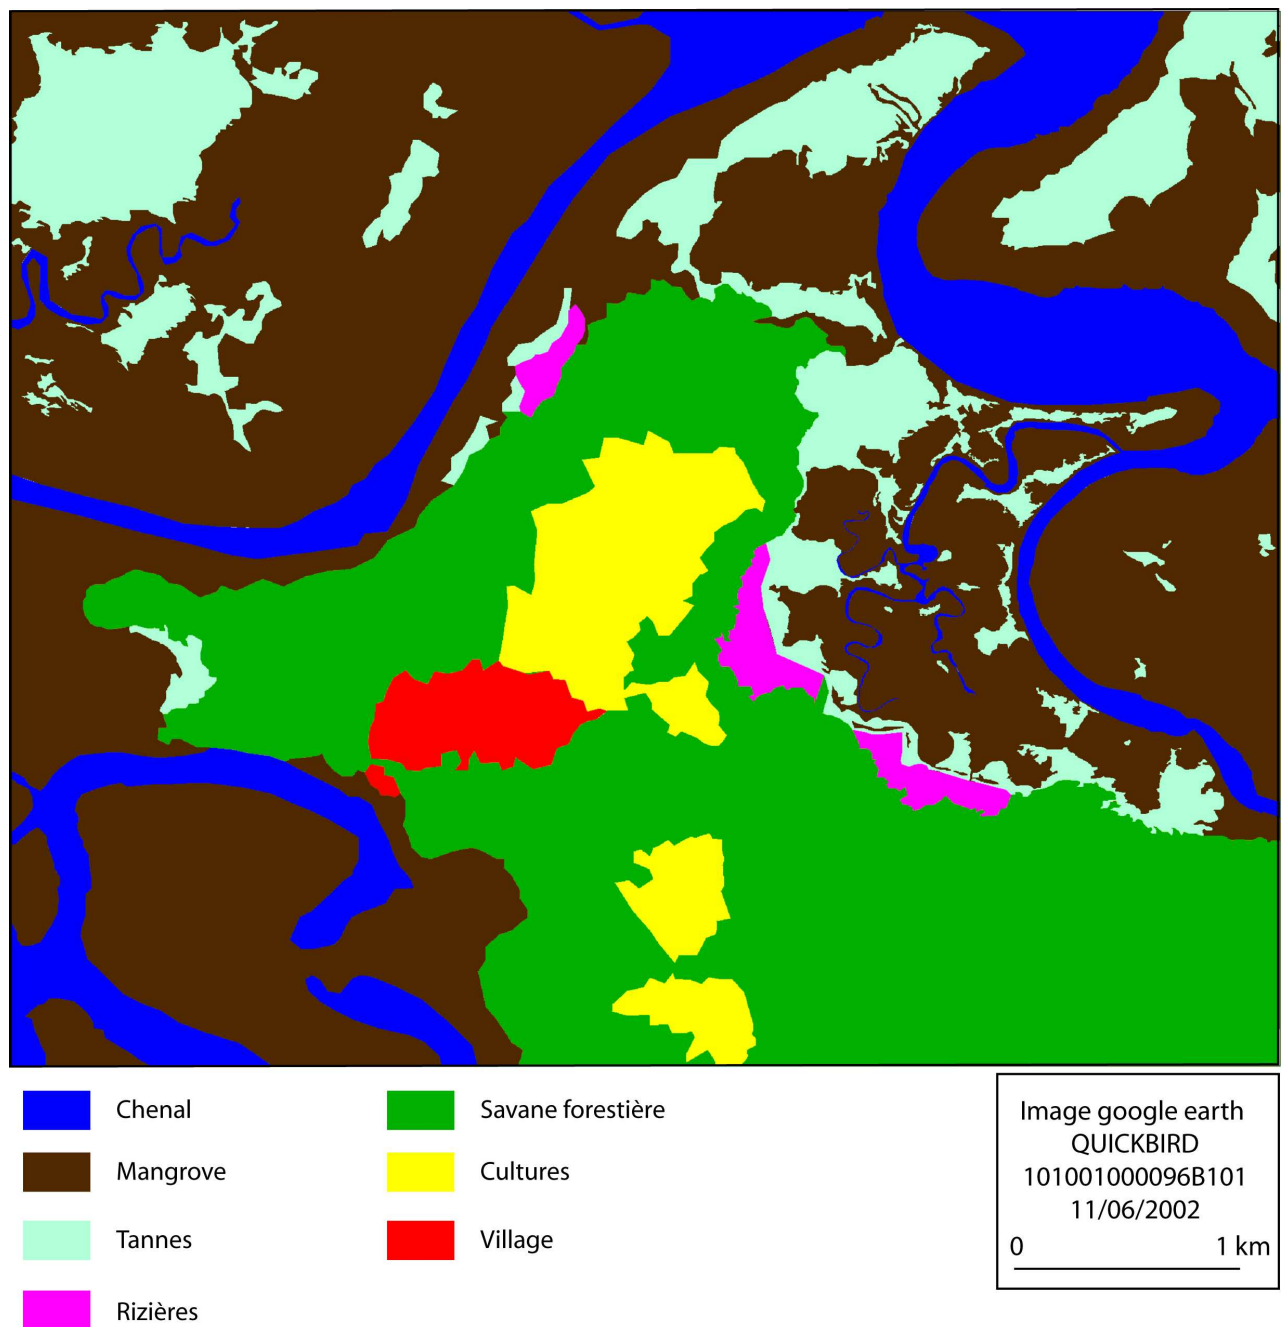 Chenal
Mangrove
Tannes
Rizières
Savane forestière
Cultures
Village
Image google earth
QUICKBIRD
101001000096B101
11/06/2002
0 1 km